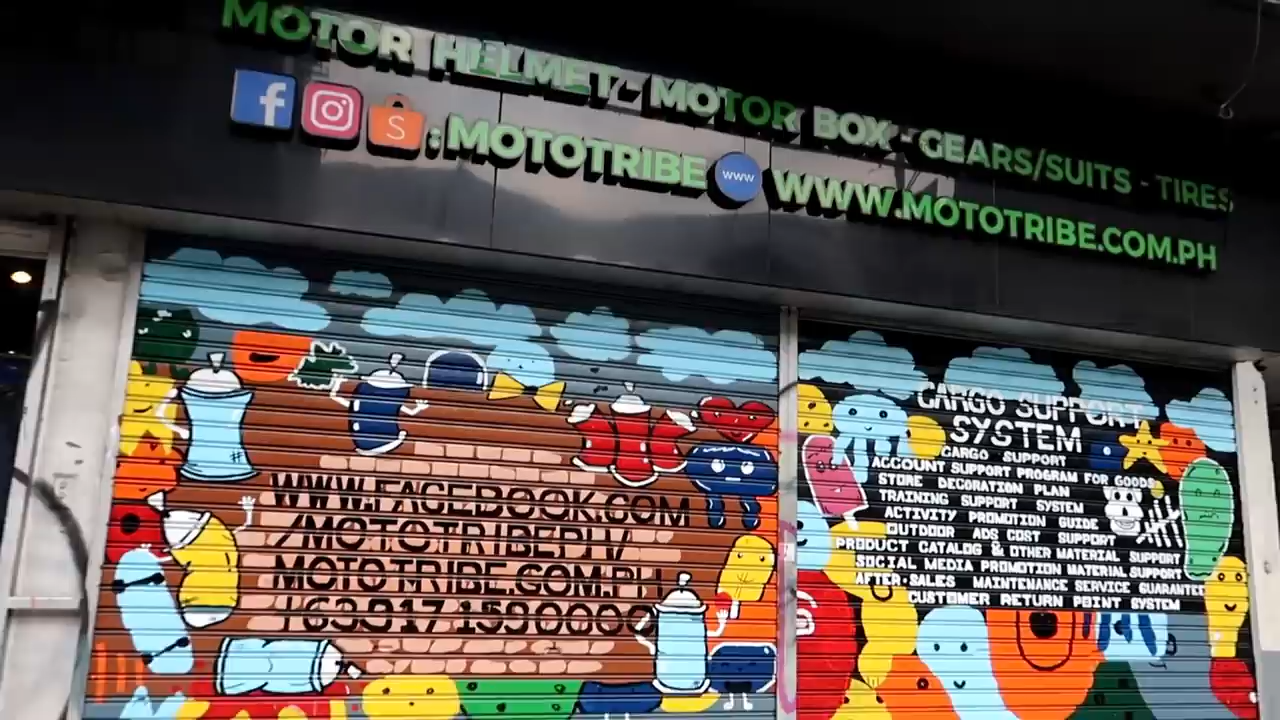 MOTOR HELMET - MOTOR BOX - GEARS/SUITS - TIRES
f S : MOTOTRIBE www WWW.MOTOTRIBE.COM.PH
WWW.FACEBOOK.COM
/MOTOTRIBEPH/
MOTOTRIBE.COM.PH
+63917 1590000
CARGO SUPPORT
SYSTEM
CARGO SUPPORT
ACCOUNT SUPPORT PROGRAM FOR GOODS
STORE DECORATION PLAN
TRAINING SUPPORT SYSTEM
ACTIVITY PROMOTION GUIDE
OUTDOOR ADS COST SUPPORT
PRODUCT CATALOG & OTHER MATERIAL SUPPORT
SOCIAL MEDIA PROMOTION MATERIAL SUPPORT
AFTER-SALES MAINTENANCE SERVICE GUARANTEE
CUSTOMER RETURN POINT SYSTEM